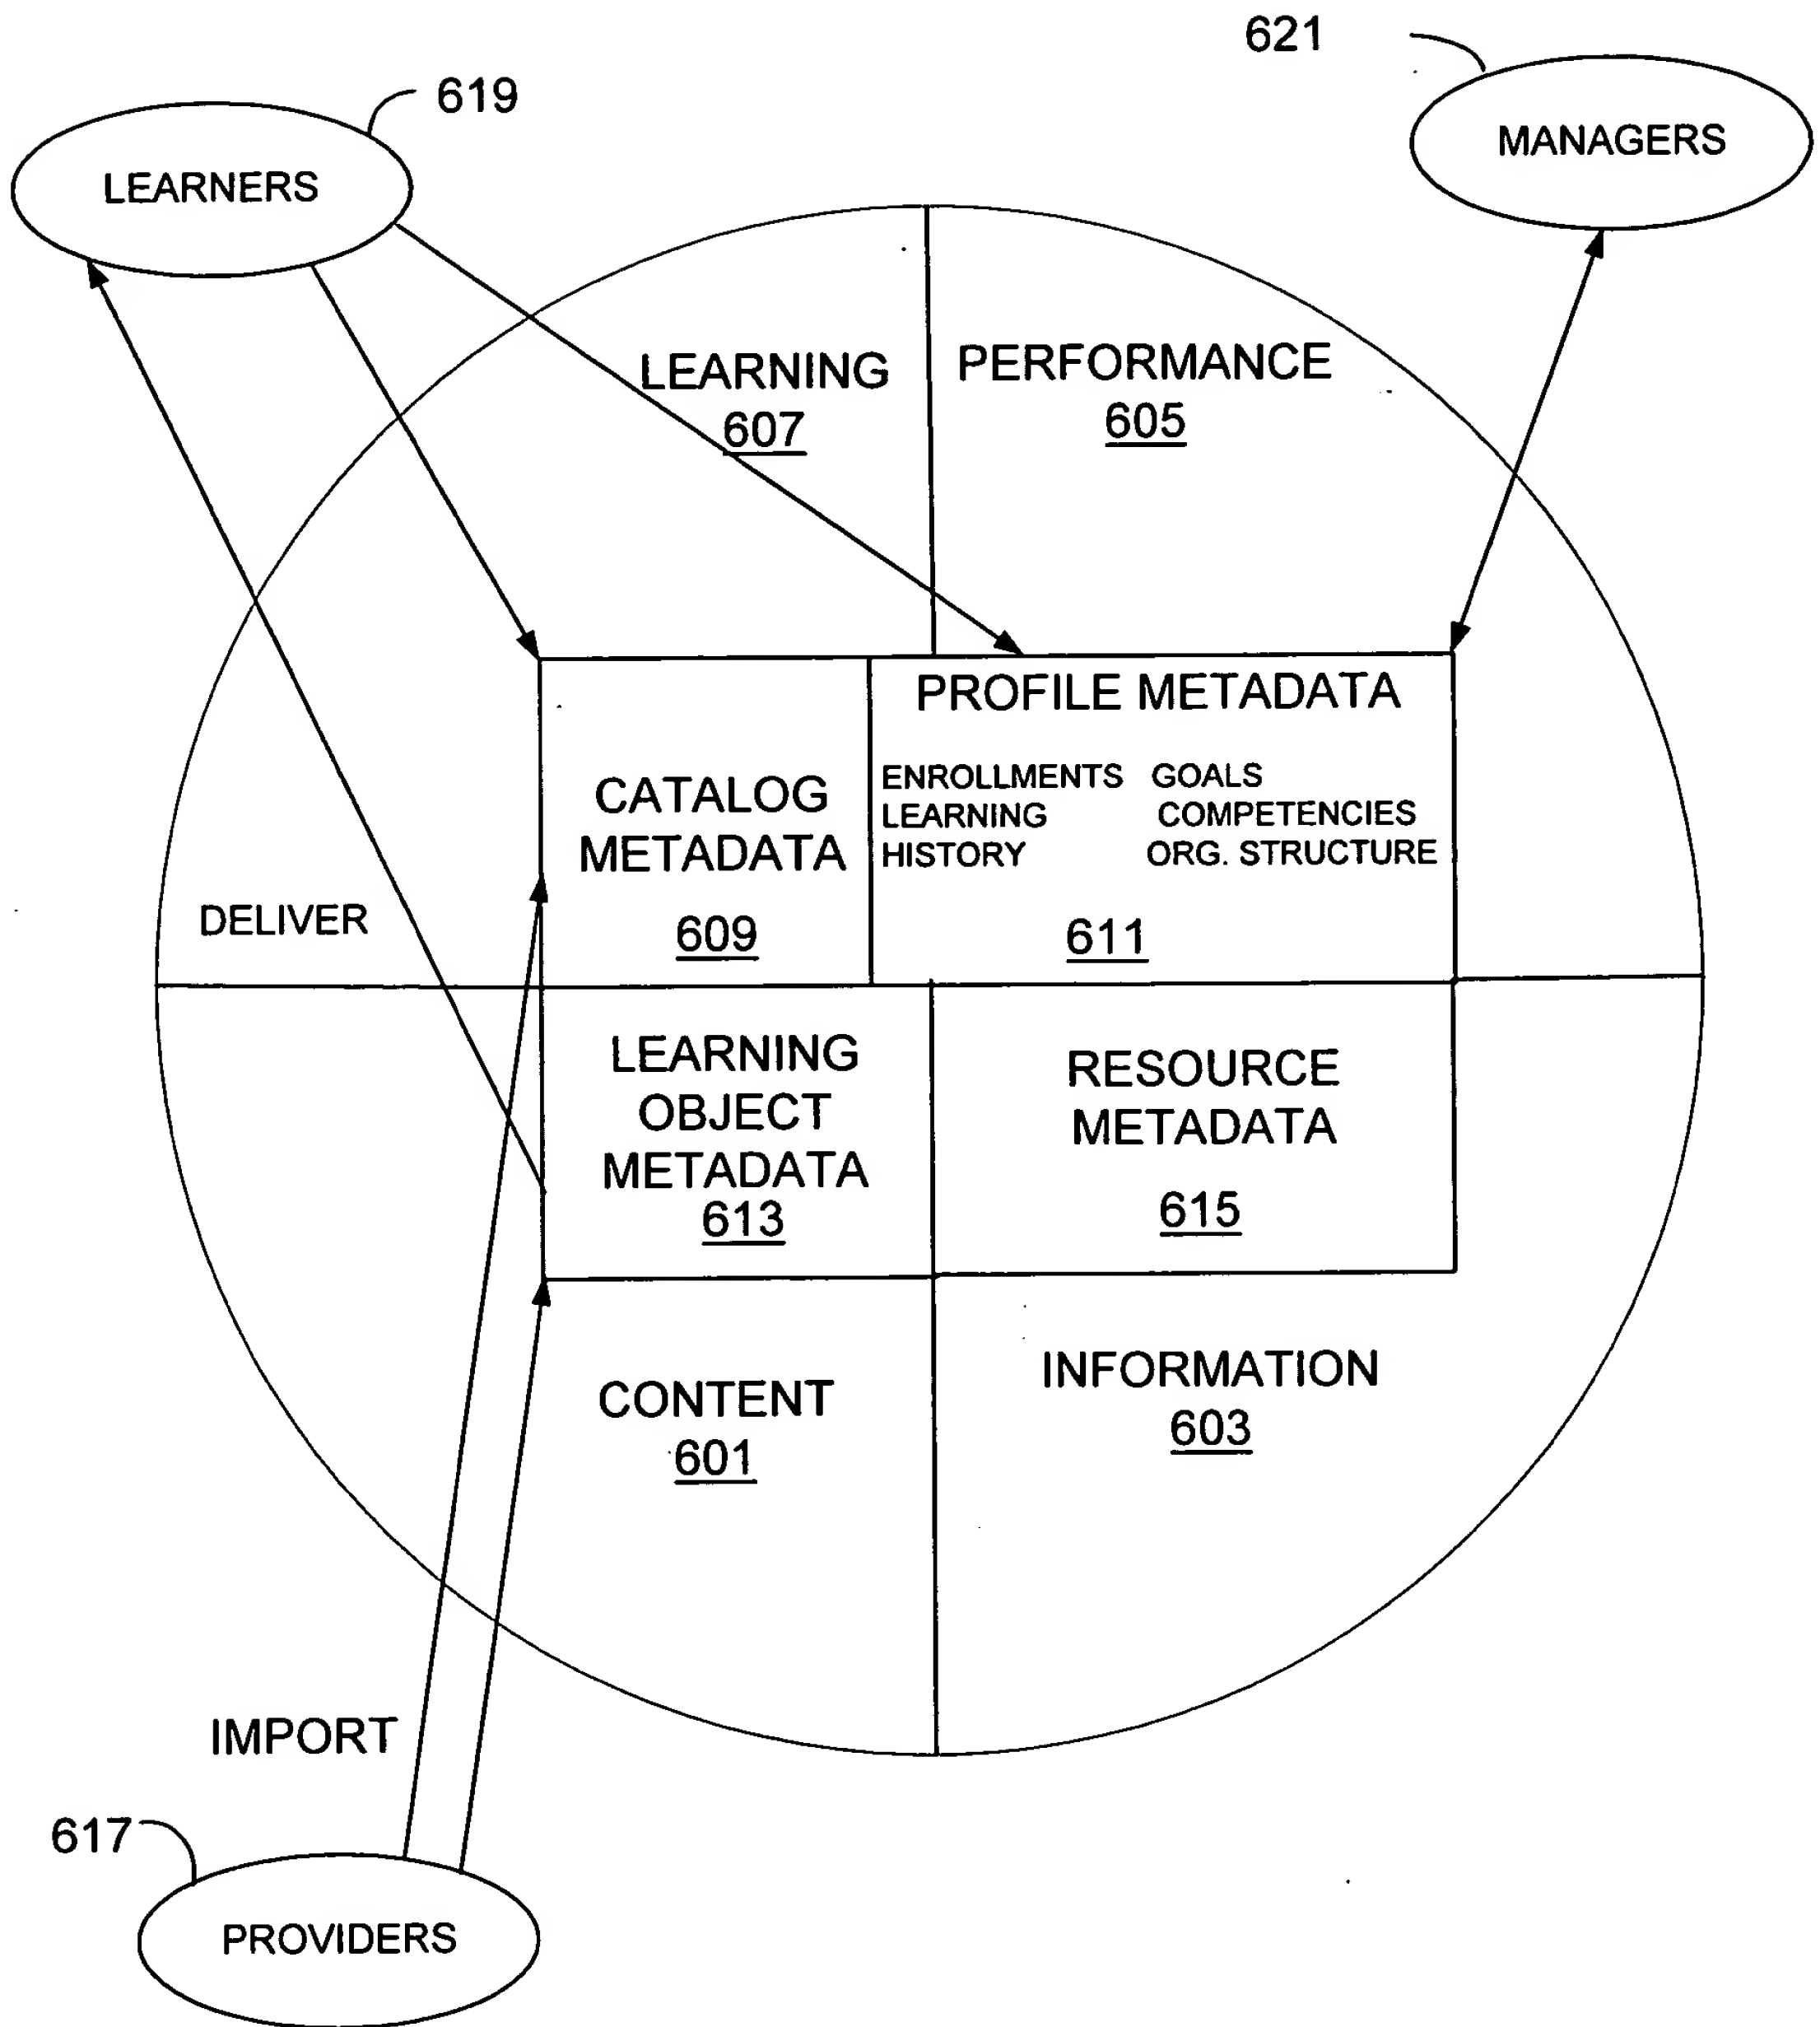 621
619
MANAGERS
LEARNERS
LEARNING
607
PERFORMANCE
605
PROFILE METADATA
ENROLLMENTS GOALS
LEARNING COMPETENCIES
HISTORY ORG. STRUCTURE
611
CATALOG
METADATA
609
DELIVER
LEARNING
OBJECT
METADATA
613
RESOURCE
METADATA
615
CONTENT
601
INFORMATION
603
IMPORT
617
PROVIDERS